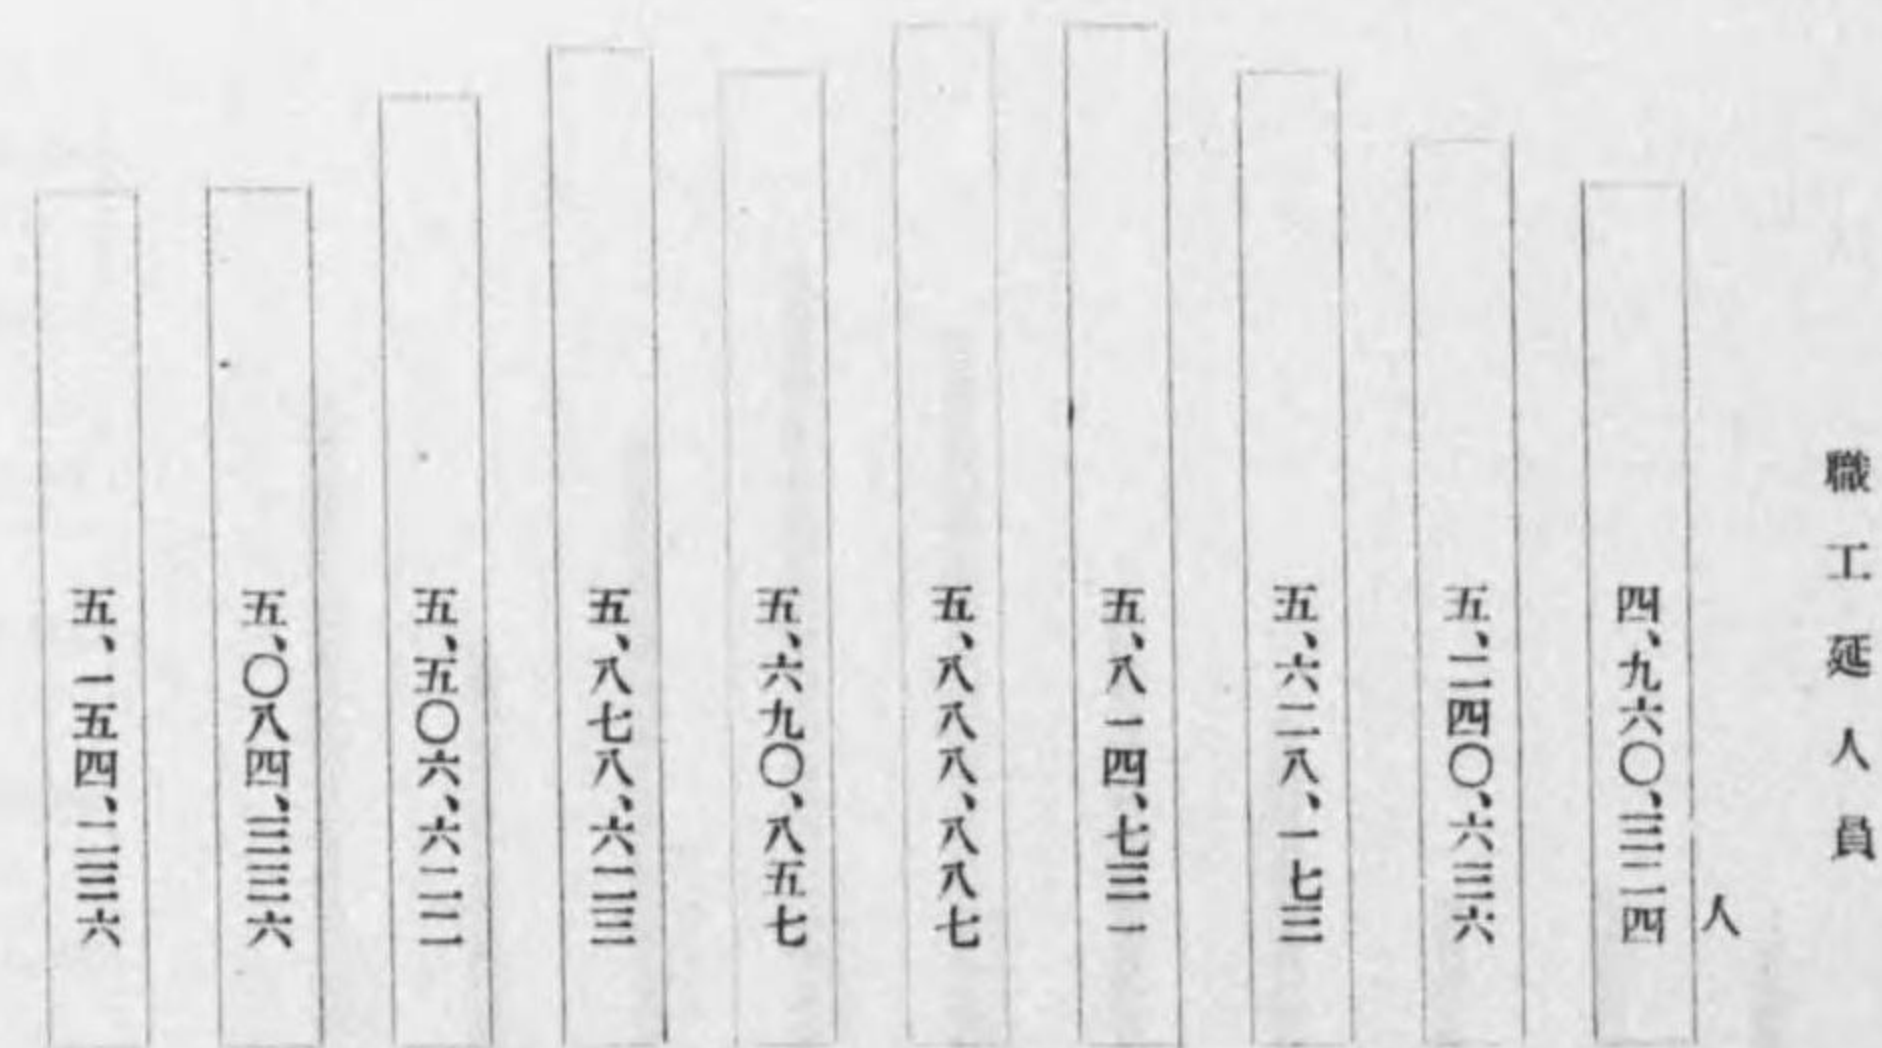 職工延人員
人
四、九六〇、三二四
五、二四〇、六三六
五、六二八、一七三
五、八一四、七三一
五、八八八、八八七
五、六九〇、八五七
五、八七八、六二三
五、五〇六、六二二
五、〇八四、三三六
五、一五四、二三六